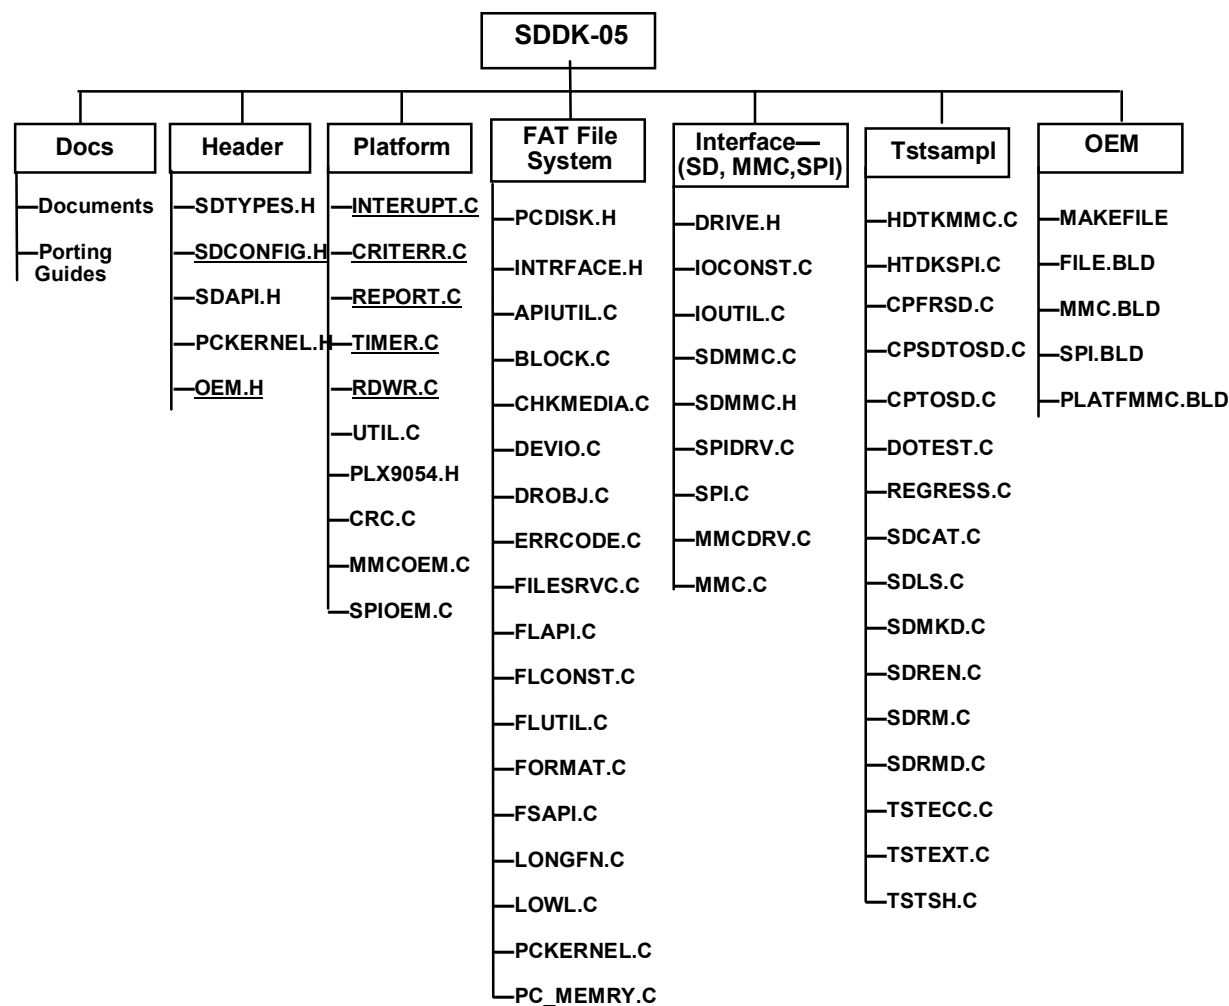 SDDK-05
Docs
Documents
Porting
Guides
Header
SDTYPES.H
SDCONFIG.H
SDAPI.H
PCKERNEL.H
OEM.H
Platform
INTERUPT.C
CRITERR.C
REPORT.C
TIMER.C
RDWR.C
UTIL.C
PLX9054.H
CRC.C
MMCOEM.C
SPIOEM.C
FAT File
System
PCDISK.H
INTRFACE.H
APIUTIL.C
BLOCK.C
CHKMEDIA.C
DEVIO.C
DROBJ.C
ERRCODE.C
FILESRVC.C
FLAPI.C
FLCONST.C
FLUTIL.C
FORMAT.C
FSAPI.C
LONGFN.C
LOWL.C
PCKERNEL.C
PC_MEMRY.C
Interface—
(SD, MMC,SPI)
DRIVE.H
IOCONST.C
IOUTIL.C
SDMMC.C
SDMMC.H
SPIDRV.C
SPI.C
MMCDRV.C
MMC.C
Tstsampl
HDTKMMC.C
HTDKSPI.C
CPFRSD.C
CPSDTOSD.C
CPTOSD.C
DOTEST.C
REGRESS.C
SDCAT.C
SDLS.C
SDMKD.C
SDREN.C
SDRM.C
SDRMD.C
TSTECC.C
TSTEXT.C
TSTSH.C
OEM
MAKEFILE
FILE.BLD
MMC.BLD
SPI.BLD
PLATFMMC.BLD